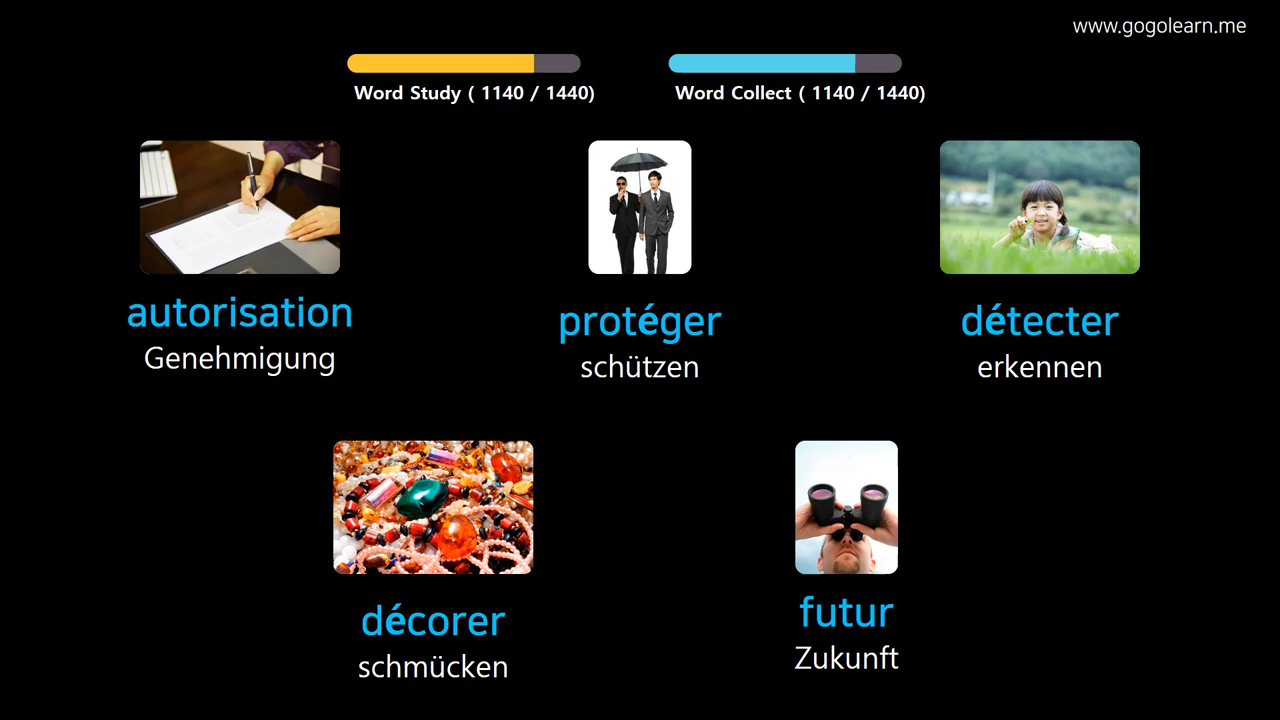 www.gogolearn.me
Word Study ( 1140 / 1440)
Word Collect ( 1140 / 1440)
autorisation
Genehmigung
protéger
schützen
détecter
erkennen
décorer
schmücken
futur
Zukunft